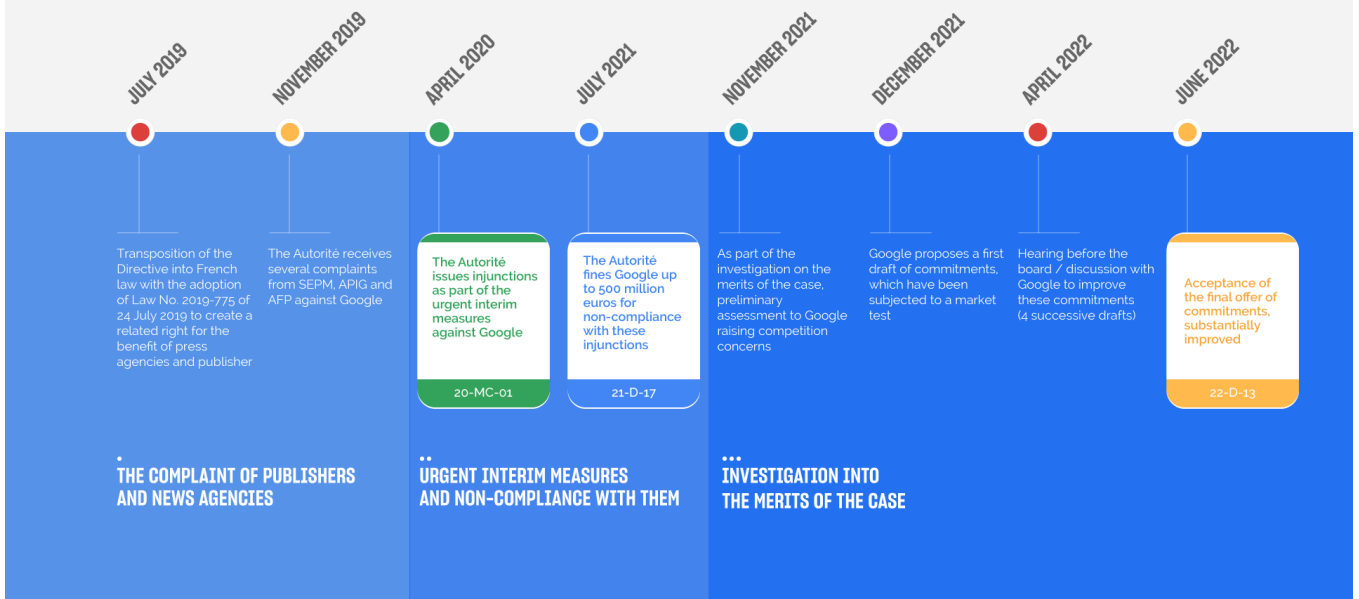 JULY 2019
NOVEMBER 2019
APRIL 2020
JULY 2021
NOVEMBER 2021
DECEMBER 2021
APRIL 2022
JUNE 2022
Transposition of the
Directive into French
law with the adoption
of Law No. 2019-775 of
24 July 2019 to create a
related right for the
benefit of press
agencies and publisher
The Autorité receives
several complaints
from SEPM, APIG and
AFP against Google
The Autorité
issues injunctions
as part of the
urgent interim
measures
against Google
20-MC-01
The Autorité
fines Google up
to 500 million
euros for
non-compliance
with these
injunctions
21-D-17
As part of the
investigation on the
merits of the case,
preliminary
assessment to Google
raising competition
concerns
Google proposes a first
draft of commitments,
which have been
subjected to a market
test
Hearing before the
board / discussion with
Google to improve
these commitments
(4 successive drafts)
Acceptance of
the final offer of
commitments,
substantially
improved
22-D-13
THE COMPLAINT OF PUBLISHERS
AND NEWS AGENCIES
URGENT INTERIM MEASURES
AND NON-COMPLIANCE WITH THEM
INVESTIGATION INTO
THE MERITS OF THE CASE